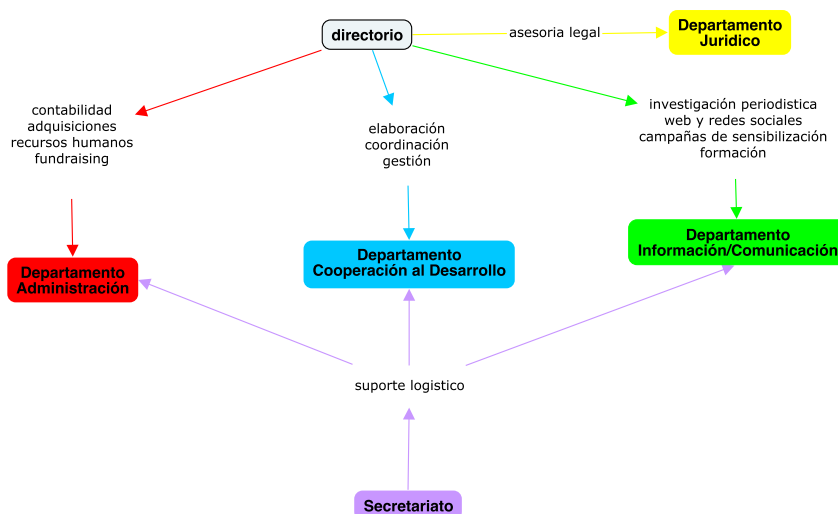 directorio
asesoria legal
Departamento
Juridico
contabilidad
adquisiciones
recursos humanos
fundraising
elaboración
coordinación
gestión
investigación periodistica
web y redes sociales
campañas de sensibilización
formación
Departamento
Administración
Departamento
Cooperación al Desarrollo
Departamento
Información/Comunicación
suporte logistico
Secretariato